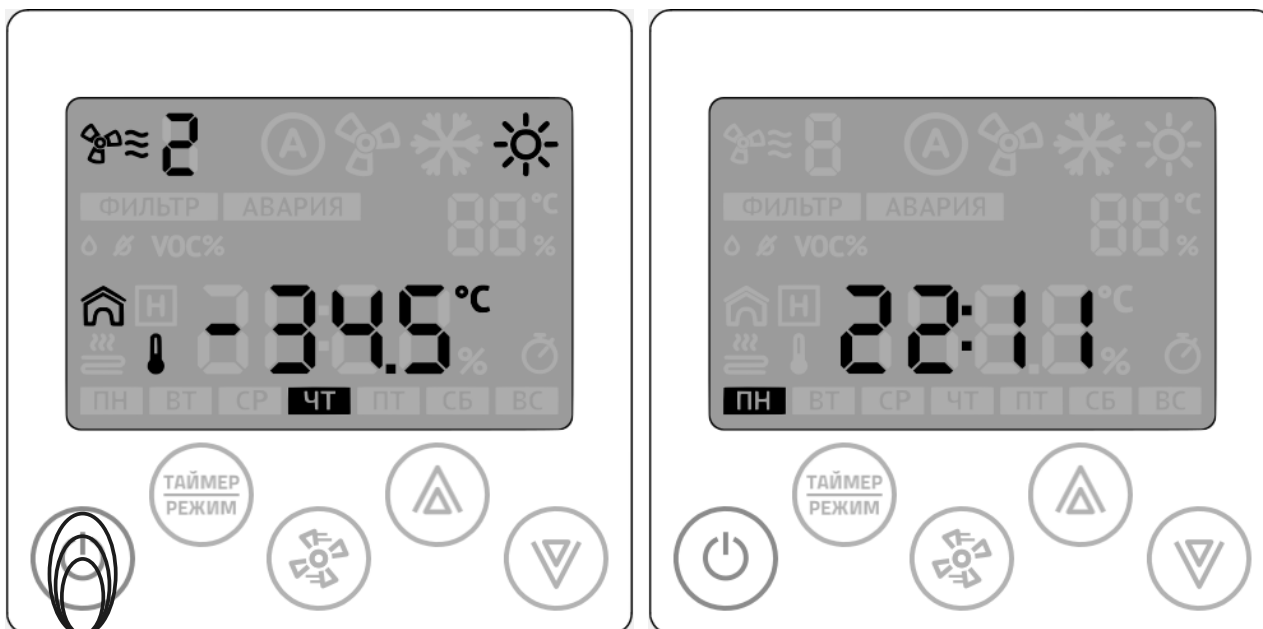 2 A
ФИЛЬТР АВАРИЯ 88 °C
VOC% %
H -34.5 °C
%
ПН ВТ СР ЧТ ПТ СБ ВС
ТАЙМЕР
РЕЖИМ
8 A
ФИЛЬТР АВАРИЯ 88 °C
VOC% %
H 22:11 °C
%
ПН ВТ СР ЧТ ПТ СБ ВС
ТАЙМЕР
РЕЖИМ